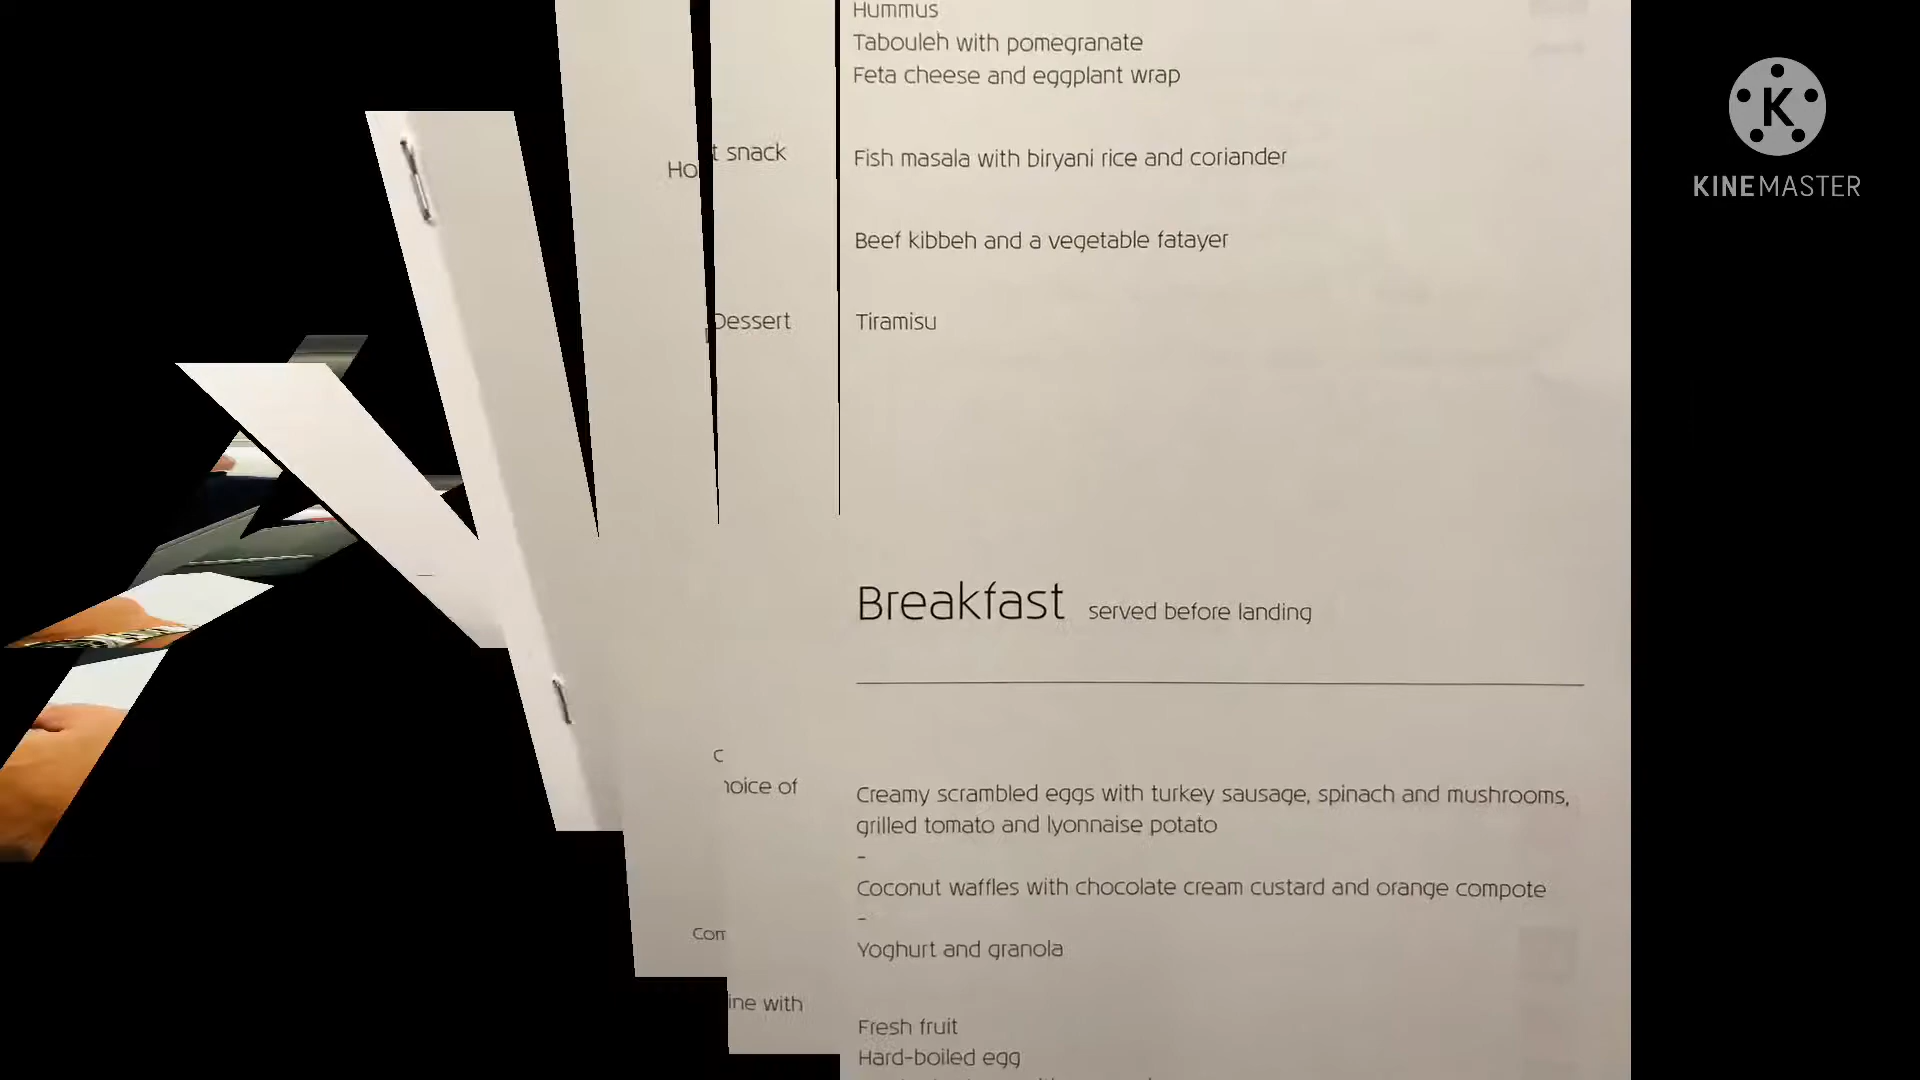 Hummus
Tabouleh with pomegranate
Feta cheese and eggplant wrap
Hot snack
Fish masala with biryani rice and coriander
Beef kibbeh and a vegetable fatayer
Dessert
Tiramisu
Breakfast served before landing
Choice of
Creamy scrambled eggs with turkey sausage, spinach and mushrooms,
grilled tomato and lyonnaise potato
-
Coconut waffles with chocolate cream custard and orange compote
-
Yoghurt and granola
Com
ine with
Fresh fruit
Hard-boiled egg
KINEMASTER